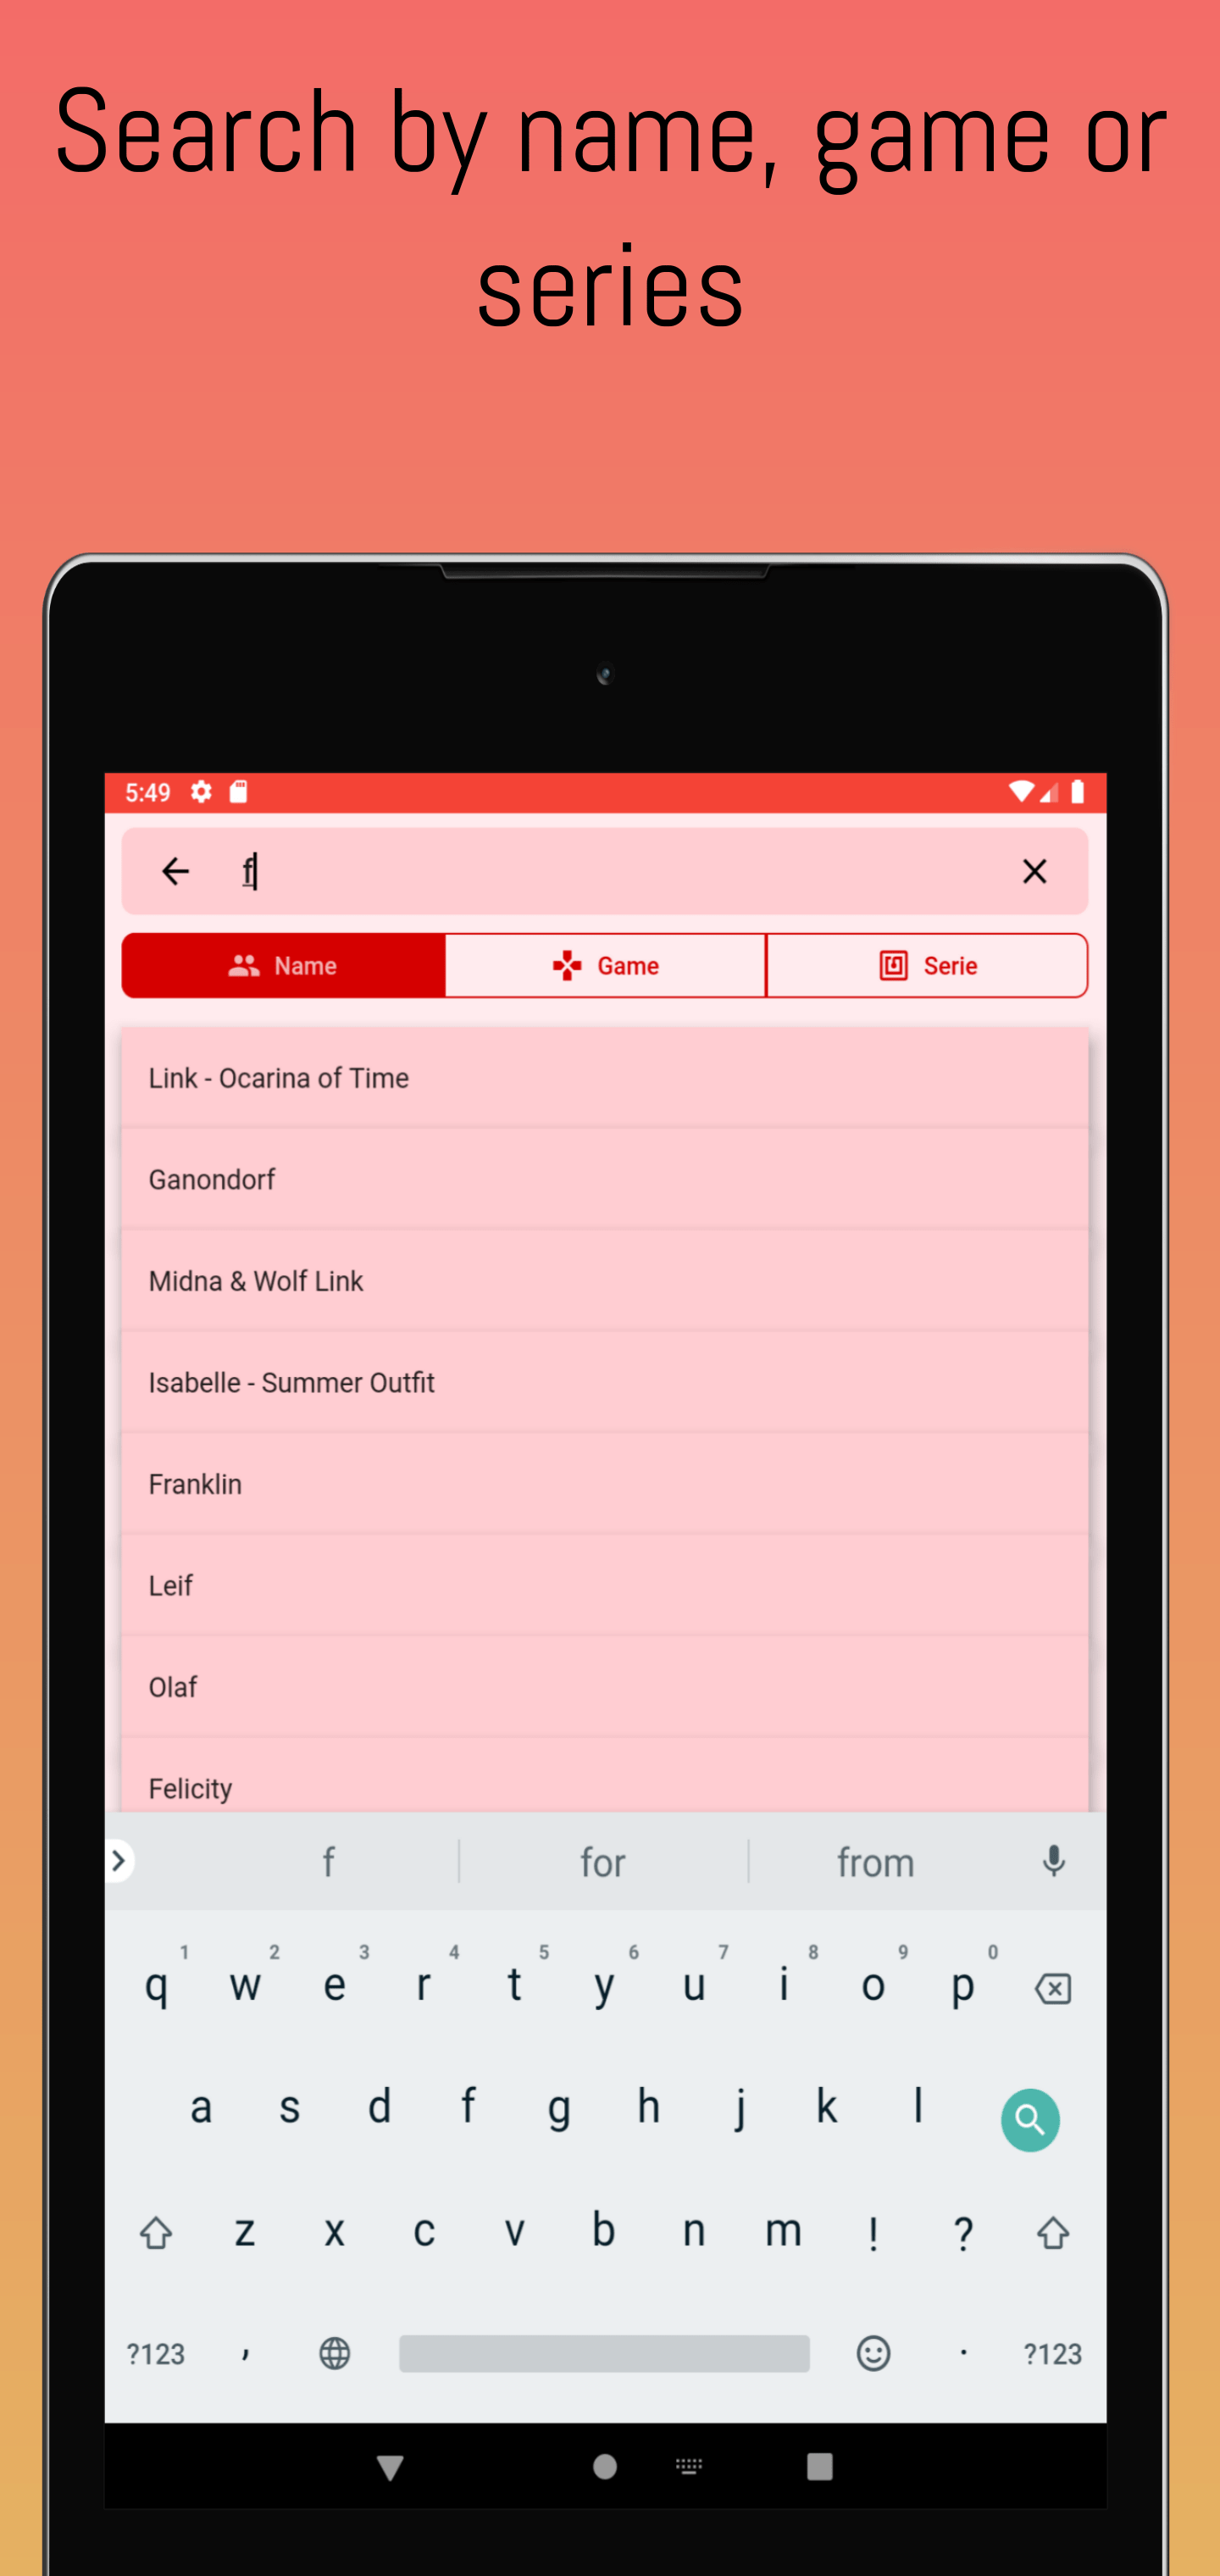 Search by name, game or
series
5:49
f
Name Game Serie
Link - Ocarina of Time
Ganondorf
Midna & Wolf Link
Isabelle - Summer Outfit
Franklin
Leif
Olaf
Felicity
f for from
1 2 3 4 5 6 7 8 9 0
q w e r t y u i o p
a s d f g h j k l
z x c v b n m ! ?
?123 , . ?123